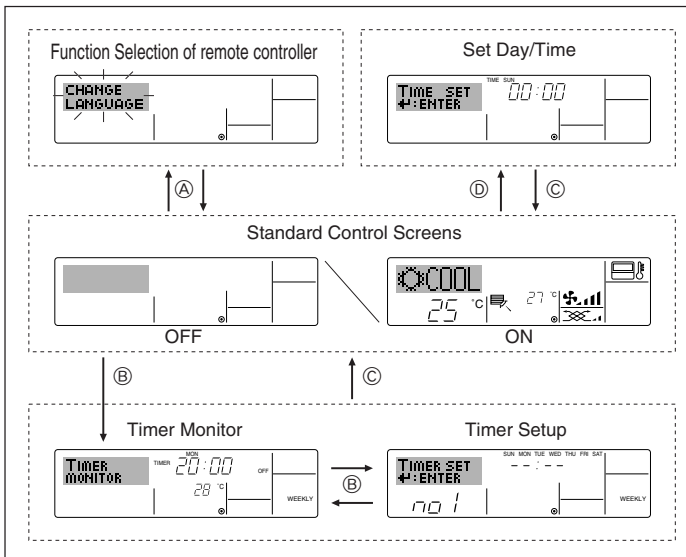 Function Selection of remote controller
CHANGE
LANGUAGE
Set Day/Time
TIME SUN
TIME SET 00:00
↵:ENTER
Ⓐ
Ⓓ
Ⓒ
Standard Control Screens
OFF
COOL
25 °C
27 °C
ON
Ⓑ
Ⓒ
Timer Monitor
MON
TIMER
MONITOR
TIMER 20:00 OFF
28 °C
WEEKLY
Ⓑ
Timer Setup
SUN MON TUE WED THU FRI SAT
TIMER SET --:--
↵:ENTER
no 1
WEEKLY